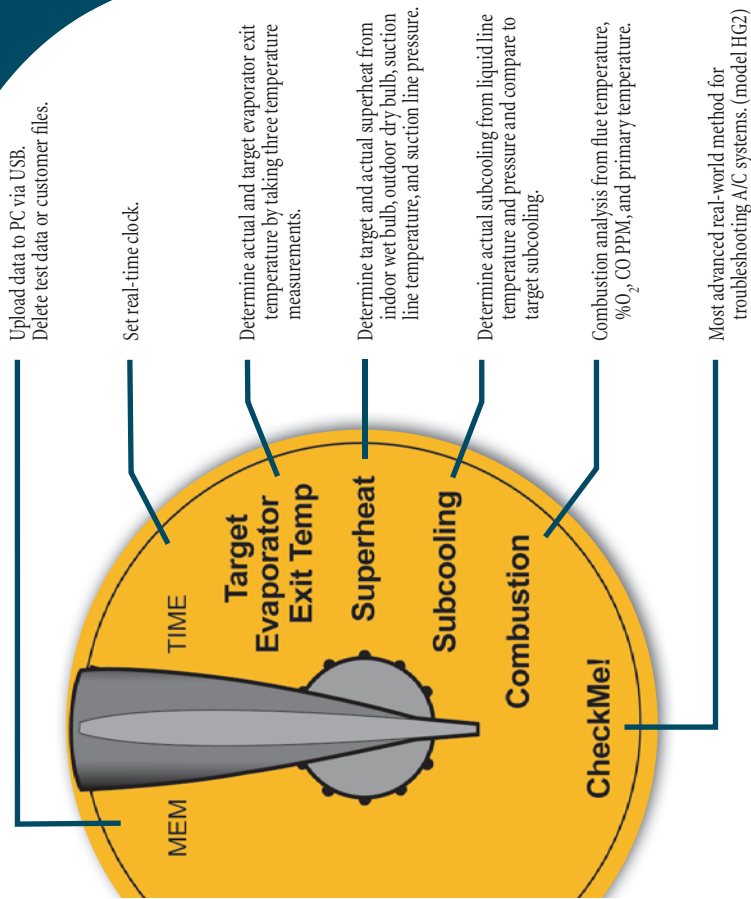 Upload data to PC via USB.
Delete test data or customer files.
Set real-time clock.
Determine actual and target evaporator exit
temperature by taking three temperature
measurements.
Determine target and actual superheat from
indoor wet bulb, outdoor dry bulb, suction
line temperature, and suction line pressure.
Determine actual subcooling from liquid line
temperature and pressure and compare to
target subcooling.
Combustion analysis from flue temperature,
%O₂, CO PPM, and primary temperature.
Most advanced real-world method for
troubleshooting A/C systems. (model HG2)
MEM
TIME
Target
Evaporator
Exit Temp
Superheat
Subcooling
Combustion
CheckMe!